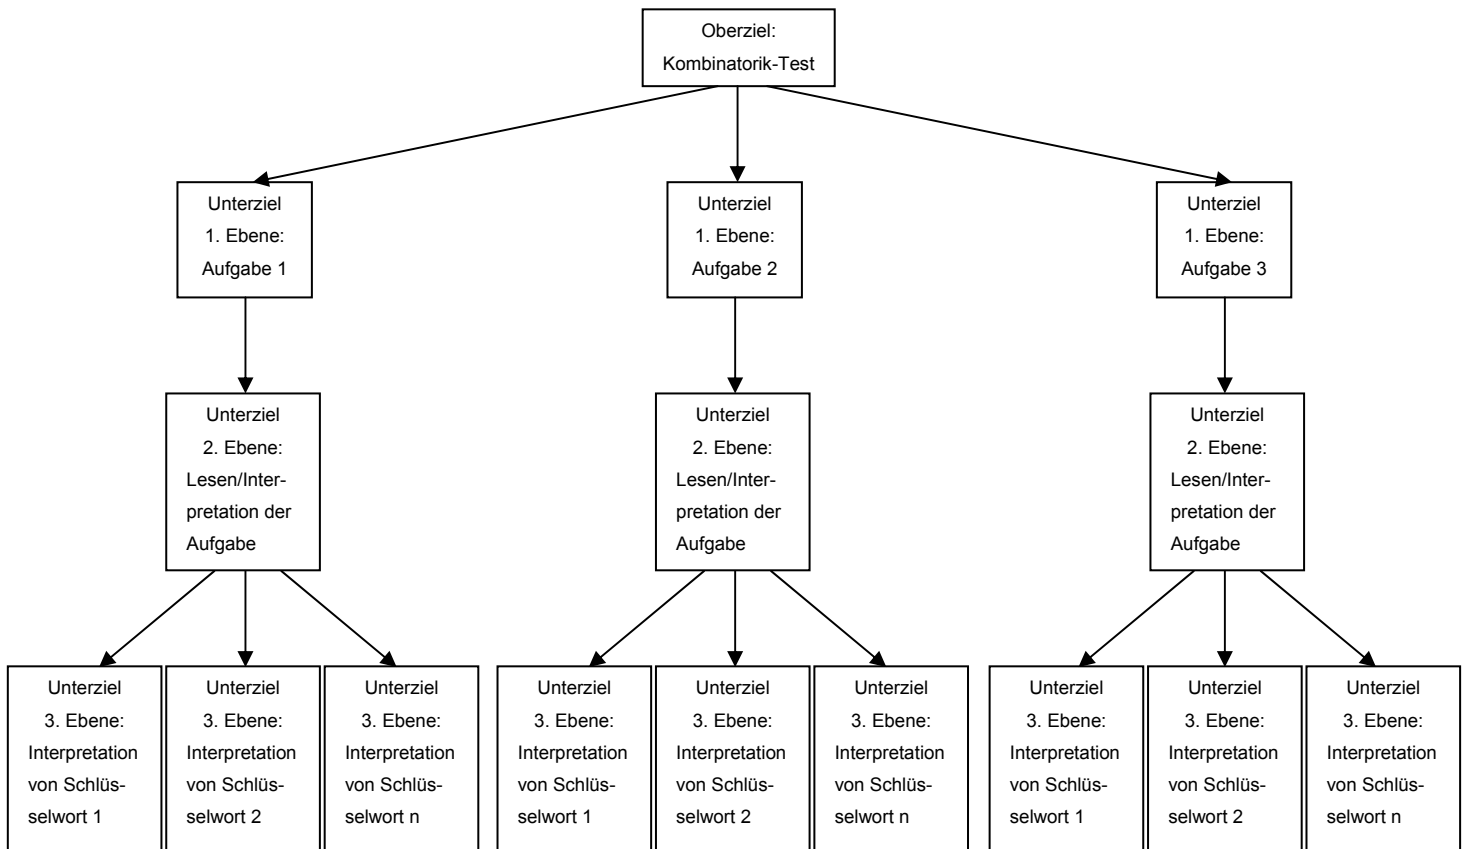 Oberziel:
Kombinatorik-Test
Unterziel
1. Ebene:
Aufgabe 1
Unterziel
1. Ebene:
Aufgabe 2
Unterziel
1. Ebene:
Aufgabe 3
Unterziel
2. Ebene:
Lesen/Inter-
pretation der
Aufgabe
Unterziel
2. Ebene:
Lesen/Inter-
pretation der
Aufgabe
Unterziel
2. Ebene:
Lesen/Inter-
pretation der
Aufgabe
Unterziel
3. Ebene:
Interpretation
von Schlüs-
selwort 1
Unterziel
3. Ebene:
Interpretation
von Schlüs-
selwort 2
Unterziel
3. Ebene:
Interpretation
von Schlüs-
selwort n
Unterziel
3. Ebene:
Interpretation
von Schlüs-
selwort 1
Unterziel
3. Ebene:
Interpretation
von Schlüs-
selwort 2
Unterziel
3. Ebene:
Interpretation
von Schlüs-
selwort n
Unterziel
3. Ebene:
Interpretation
von Schlüs-
selwort 1
Unterziel
3. Ebene:
Interpretation
von Schlüs-
selwort 2
Unterziel
3. Ebene:
Interpretation
von Schlüs-
selwort n